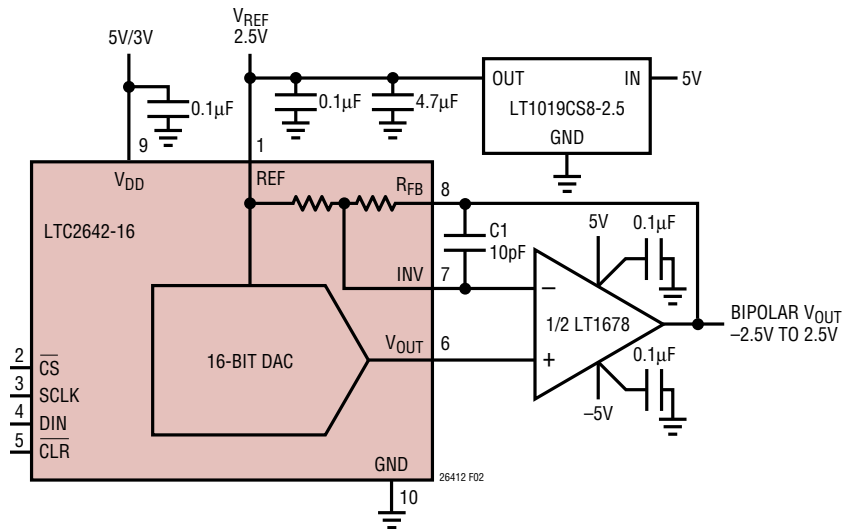 VREF
2.5V
5V/3V
0.1µF
0.1µF
4.7µF
OUT
IN
5V
LT1019CS8-2.5
GND
9
1
VDD
REF
RFB
8
LTC2642-16
C1
10pF
5V
0.1µF
INV
7
–
1/2 LT1678
BIPOLAR VOUT
–2.5V TO 2.5V
16-BIT DAC
VOUT
6
+
0.1µF
–5V
2
CS
3
SCLK
4
DIN
5
CLR
GND
10
26412 F02